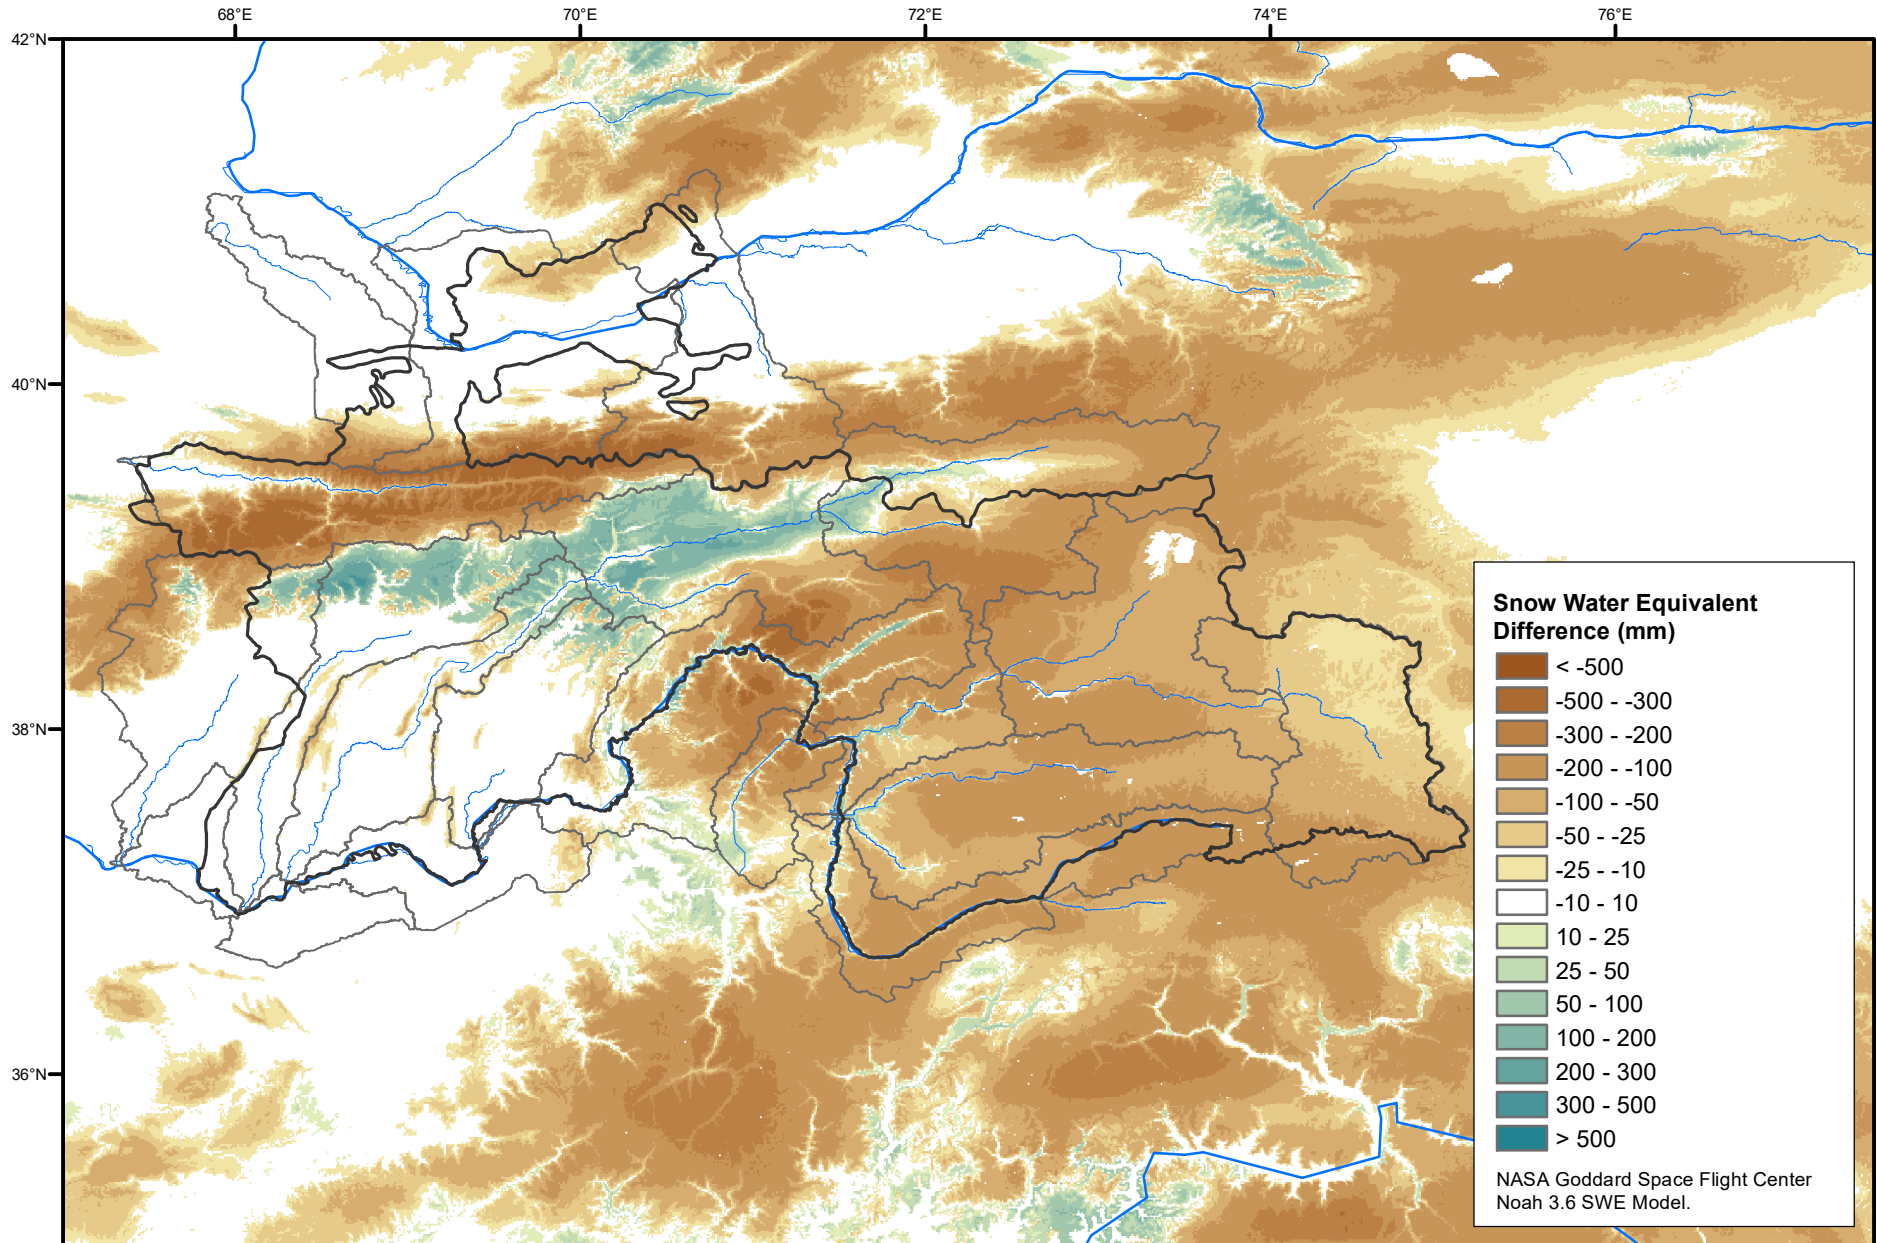 68°E
70°E
72°E
74°E
76°E
42°N
40°N
38°N
36°N
Snow Water Equivalent
Difference (mm)
< -500
-500 - -300
-300 - -200
-200 - -100
-100 - -50
-50 - -25
-25 - -10
-10 - 10
10 - 25
25 - 50
50 - 100
100 - 200
200 - 300
300 - 500
> 500
NASA Goddard Space Flight Center
Noah 3.6 SWE Model.